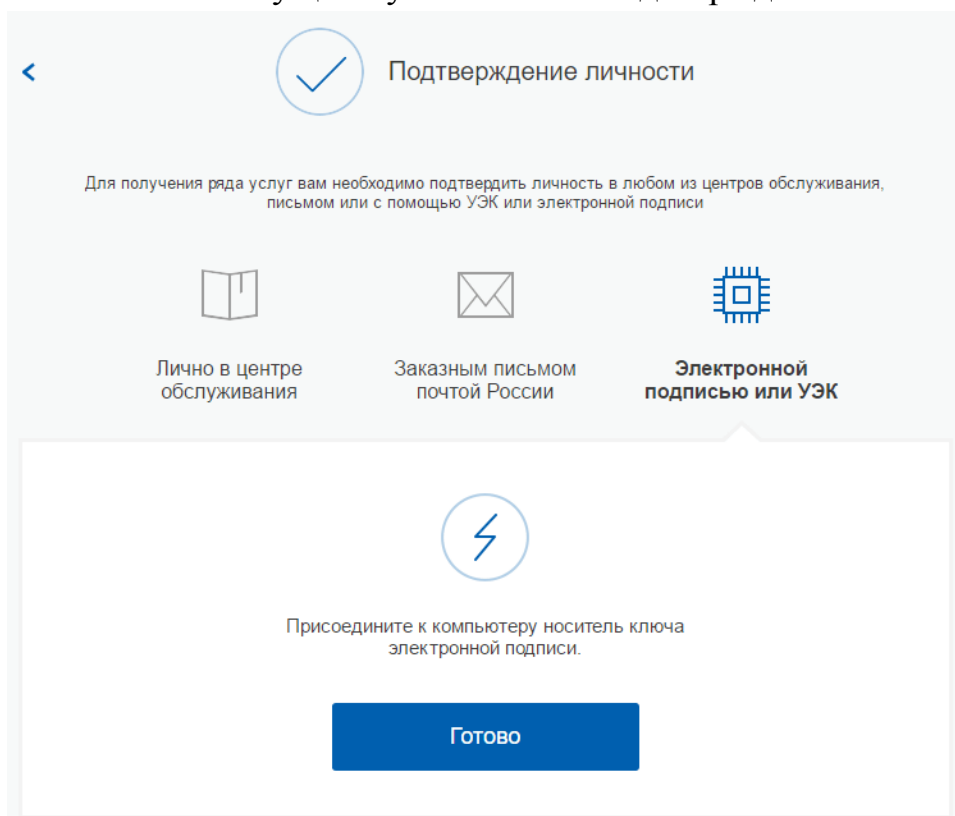 Подтверждение личности
Для получения ряда услуг вам необходимо подтвердить личность в любом из центров обслуживания,
письмом или с помощью УЭК или электронной подписи
Лично в центре
обслуживания
Заказным письмом
почтой России
Электронной
подписью или УЭК
Присоедините к компьютеру носитель ключа
электронной подписи.
Готово